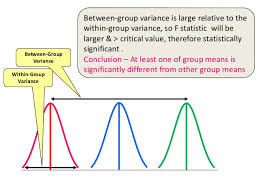 Between-group variance is large relative to the
within-group variance, so F statistic will be
larger & > critical value, therefore statistically
significant .
Conclusion – At least one of group means is
significantly different from other group means
Between-Group
Variance
Within-Group
Variance